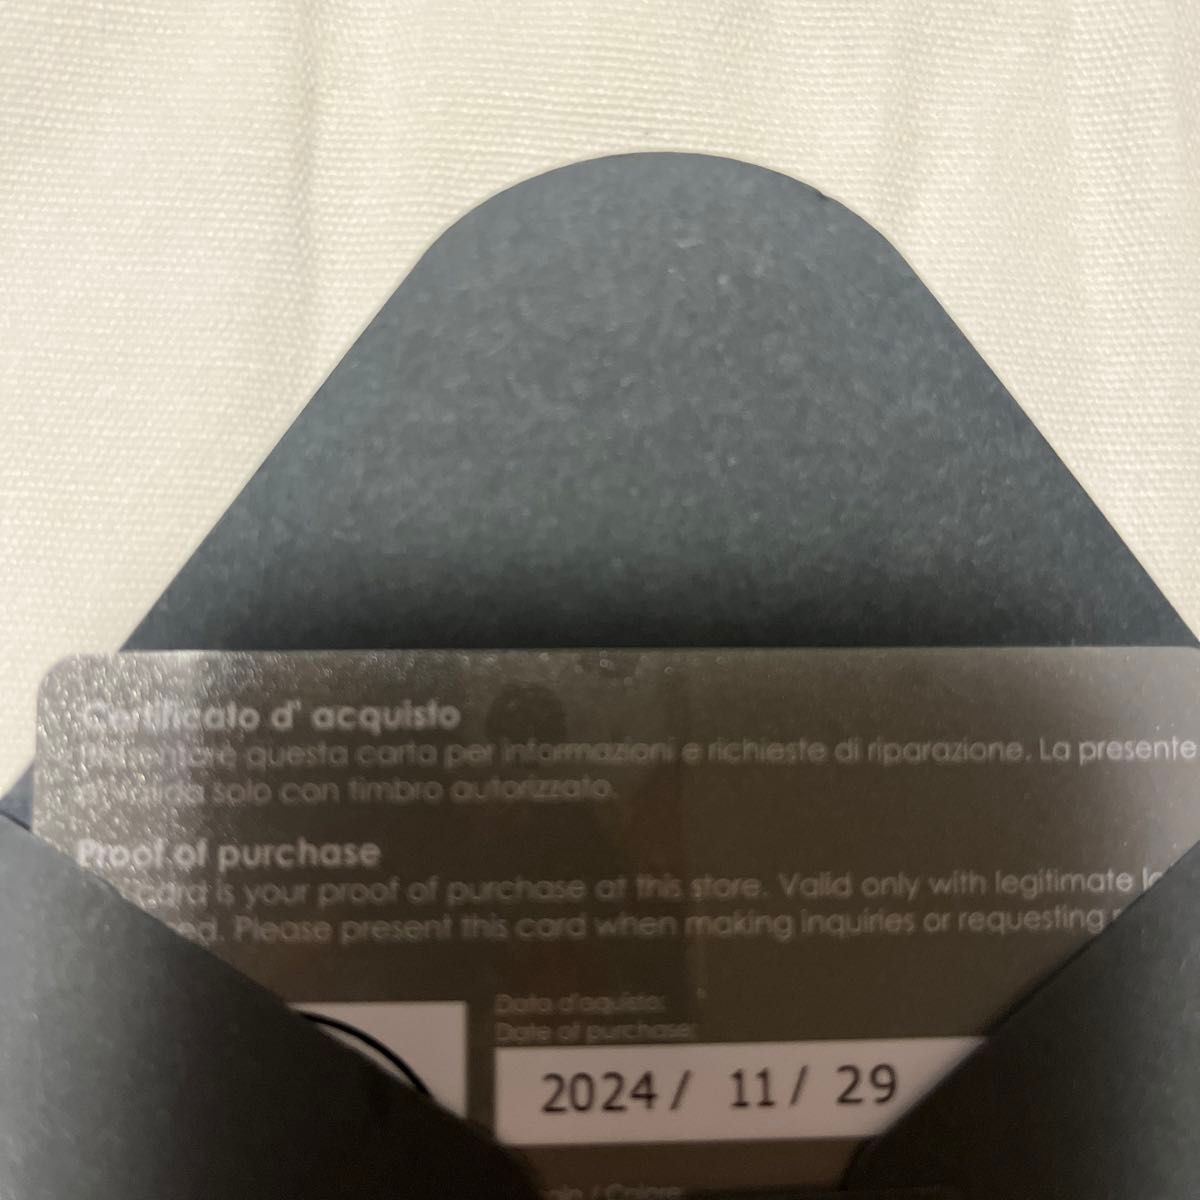 Certificato d' acquisto
questa carta per informazioni e richieste di riparazione. La presente
solo con timbro autorizzato.
Proof of purchase
card is your proof of purchase at this store. Valid only with legitimate
Please present this card when making inquiries or requesting
Data d'aquisto:
Date of purchase:
2024 / 11 / 29